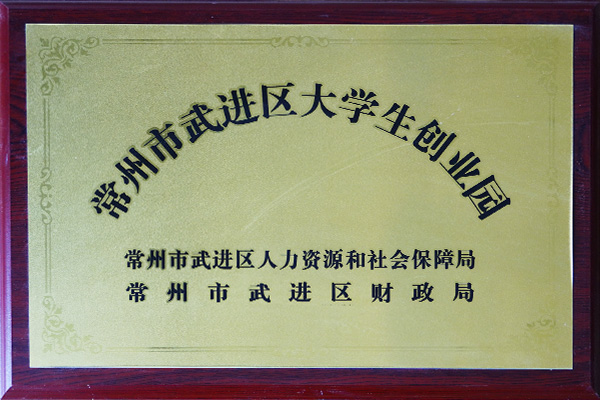 常州市武进区大学生创业园
常州市武进区人力资源和社会保障局
常州市武进区财政局